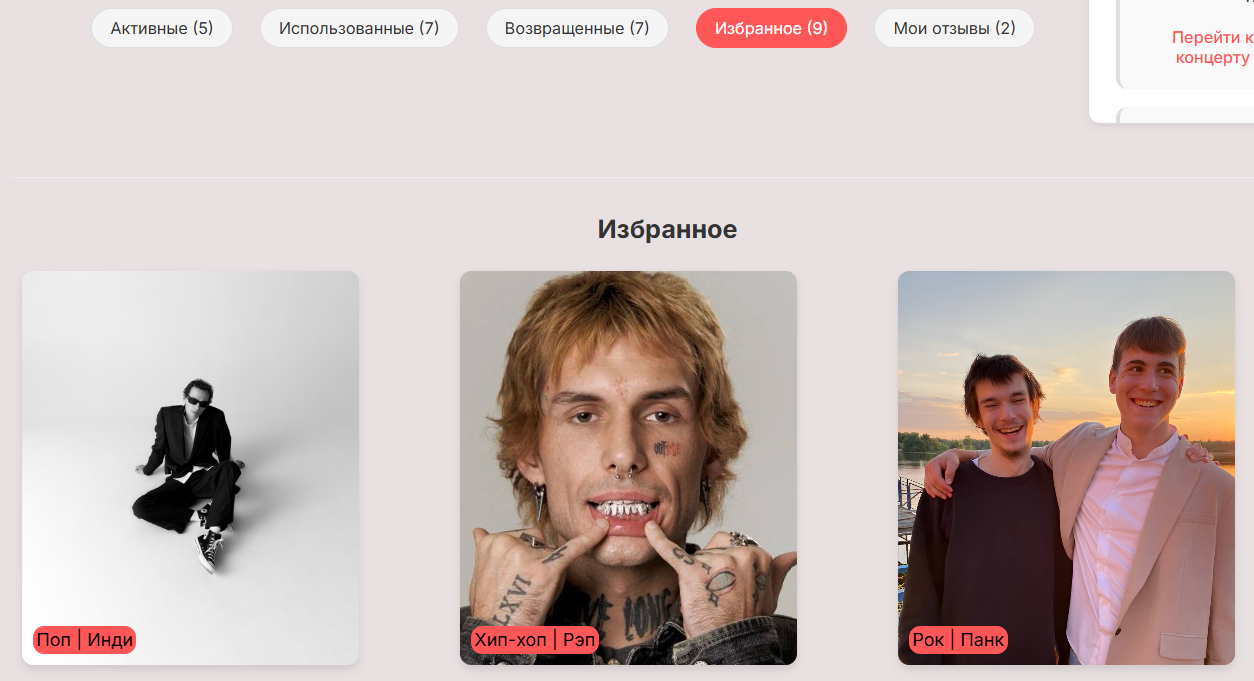 Активные (5)
Использованные (7)
Возвращенные (7)
Избранное (9)
Мои отзывы (2)
Перейти к
концерту
Избранное
Поп | Инди
Хип-хоп | Рэп
Рок | Панк
LXVI